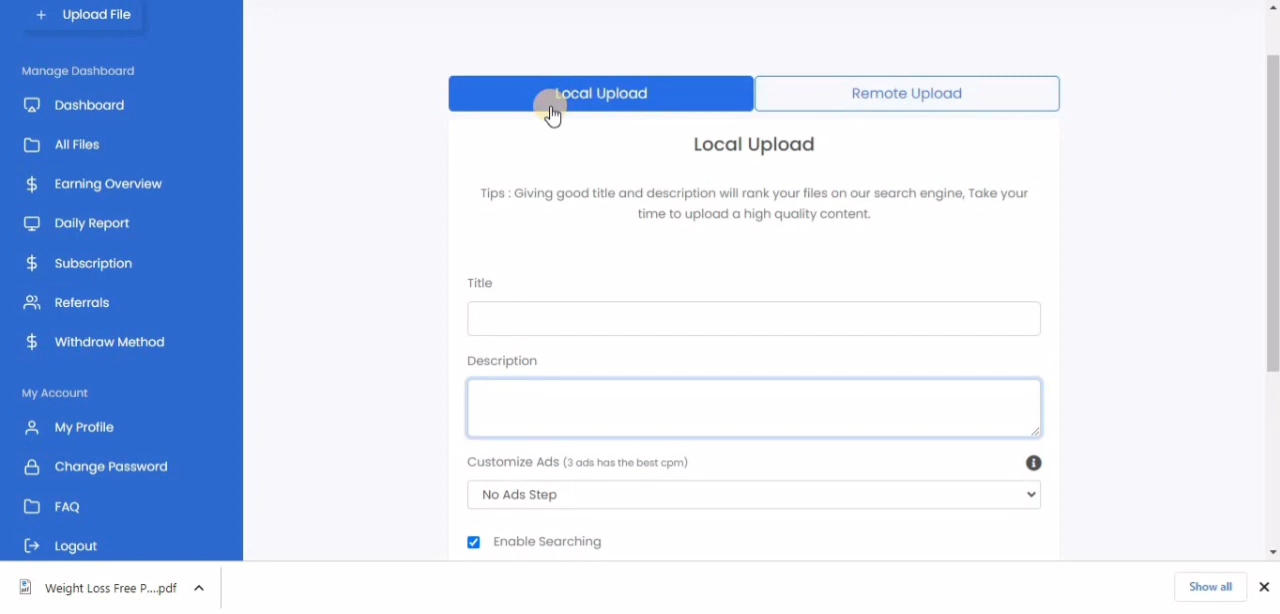 + Upload File
Manage Dashboard
Dashboard
All Files
Earning Overview
Daily Report
Subscription
Referrals
Withdraw Method
My Account
My Profile
Change Password
FAQ
Logout
Local Upload
Remote Upload
Local Upload
Tips : Giving good title and description will rank your files on our search engine, Take your
time to upload a high quality content.
Title
Description
Customize Ads (3 ads has the best cpm)
No Ads Step
Enable Searching
Weight Loss Free P....pdf
Show all